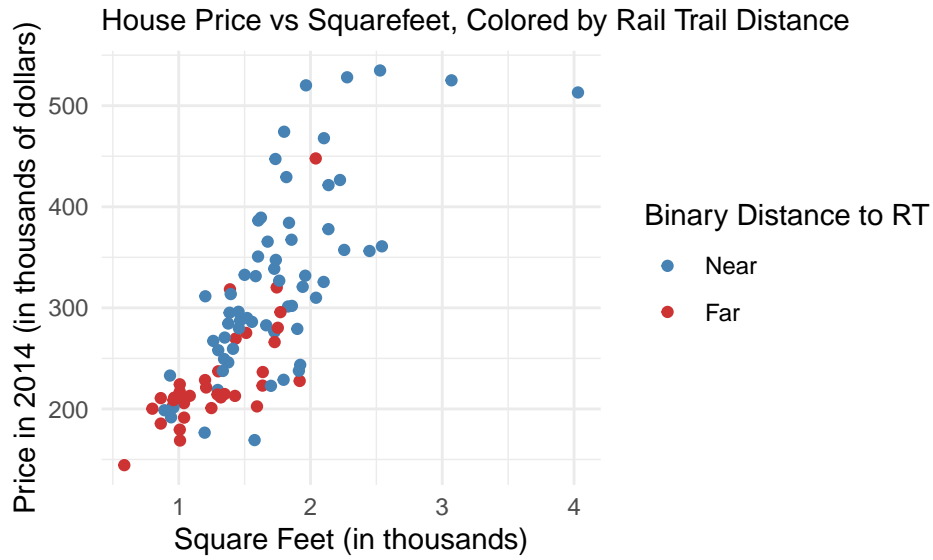 House Price vs Squarefeet, Colored by Rail Trail Distance
Price in 2014 (in thousands of dollars)
500
400
300
200
1
2
3
4
Square Feet (in thousands)
Binary Distance to RT
Near
Far